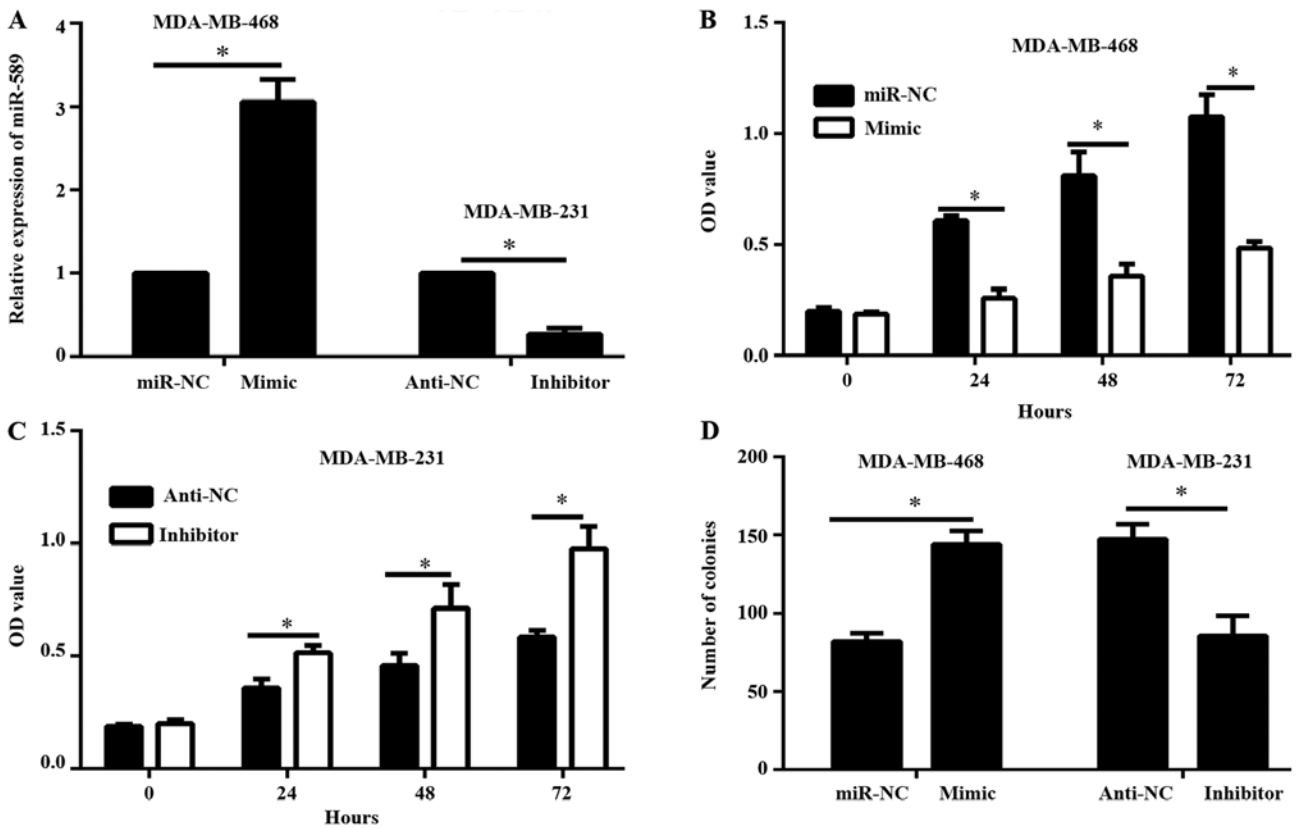 A
MDA-MB-468
*
MDA-MB-231
*
Relative expression of miR-589
4
3
2
1
0
miR-NC Mimic Anti-NC Inhibitor
B
MDA-MB-468
miR-NC
Mimic
*
*
*
OD value
1.5
1.0
0.5
0.0
0 24 48 72
Hours
C
MDA-MB-231
Anti-NC
Inhibitor
*
*
*
OD value
1.5
1.0
0.5
0.0
0 24 48 72
Hours
D
MDA-MB-468 MDA-MB-231
* *
Number of colonies
200
150
100
50
0
miR-NC Mimic Anti-NC Inhibitor